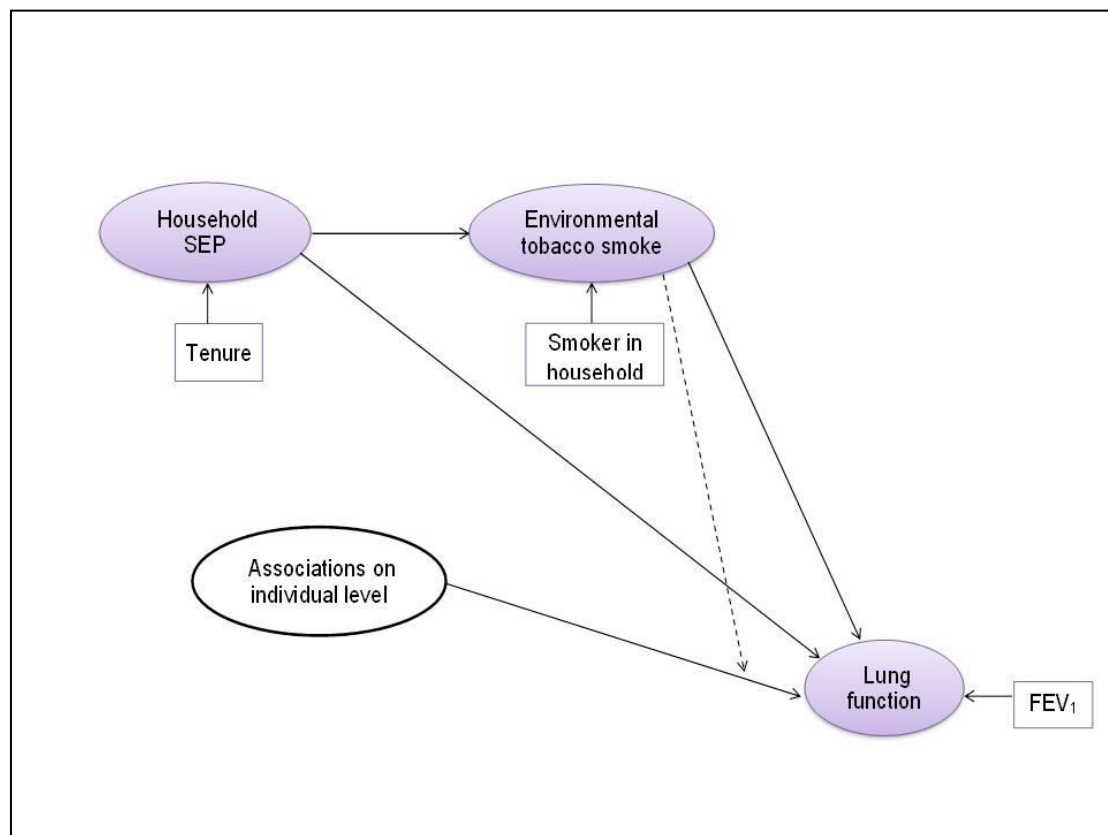 Household
SEP
Environmental
tobacco smoke
Tenure
Smoker in
household
Associations on
individual level
Lung
function
FEV₁